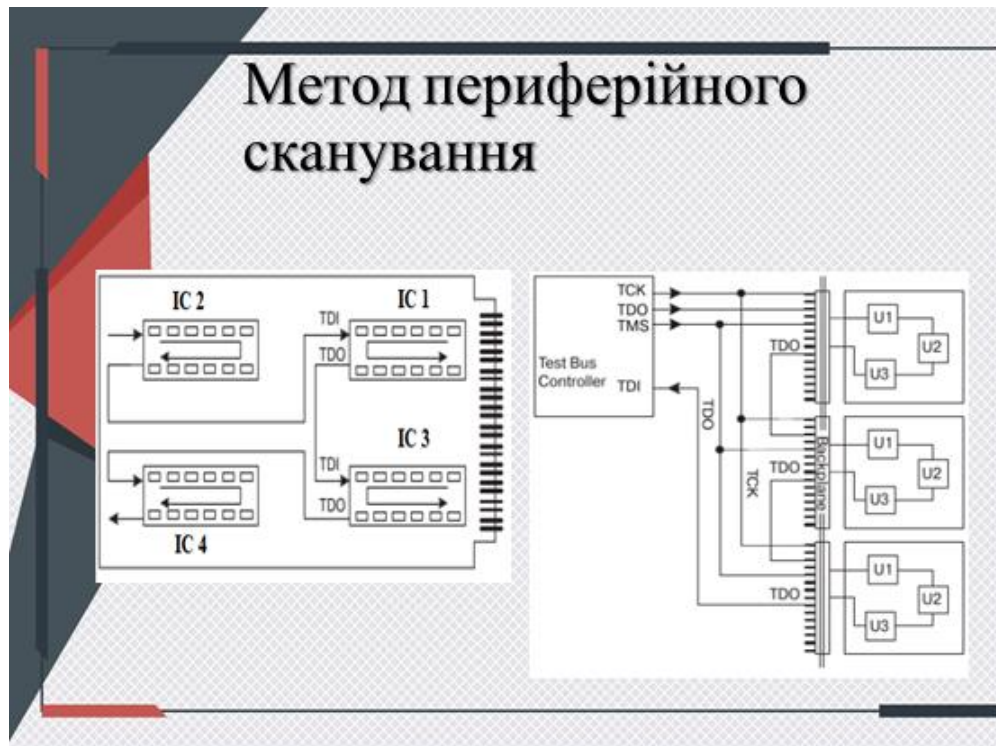 Метод периферійного
сканування
IC 2
IC 1
TDI
TDO
IC 3
TDI
TDO
IC 4
TCK
TDO
TMS
Test Bus
Controller
TDI
TDO
TCK
Backplane
TDO
U1
U2
U3
TDO
U1
U2
U3
TDO
U1
U2
U3